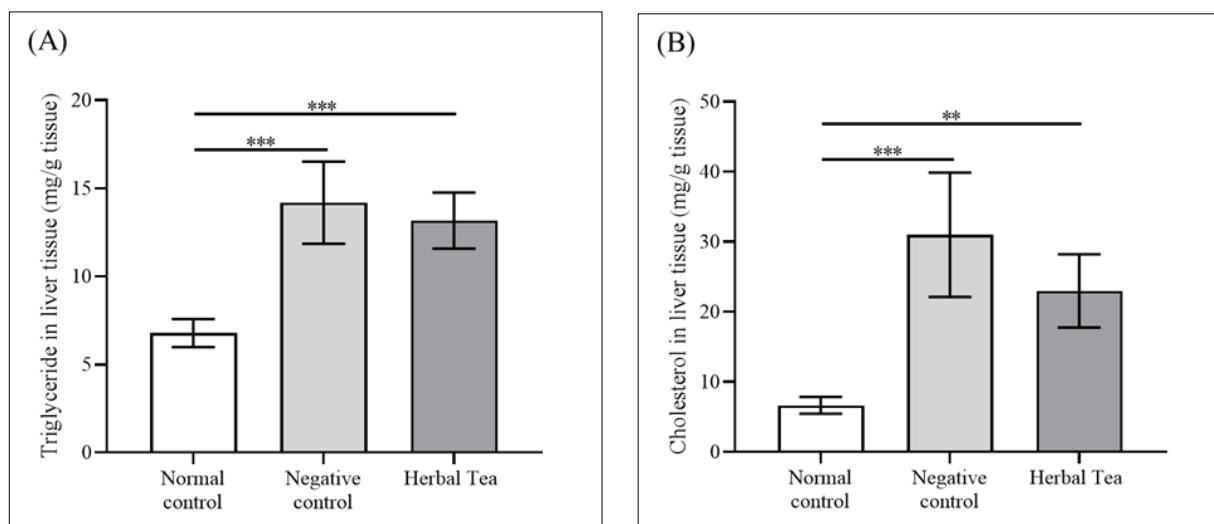 (A)
Triglyceride in liver tissue (mg/g tissue)
20
15
10
5
0
***
***
Normal
control
Negative
control
Herbal Tea
(B)
Cholesterol in liver tissue (mg/g tissue)
50
40
30
20
10
0
**
***
Normal
control
Negative
control
Herbal Tea